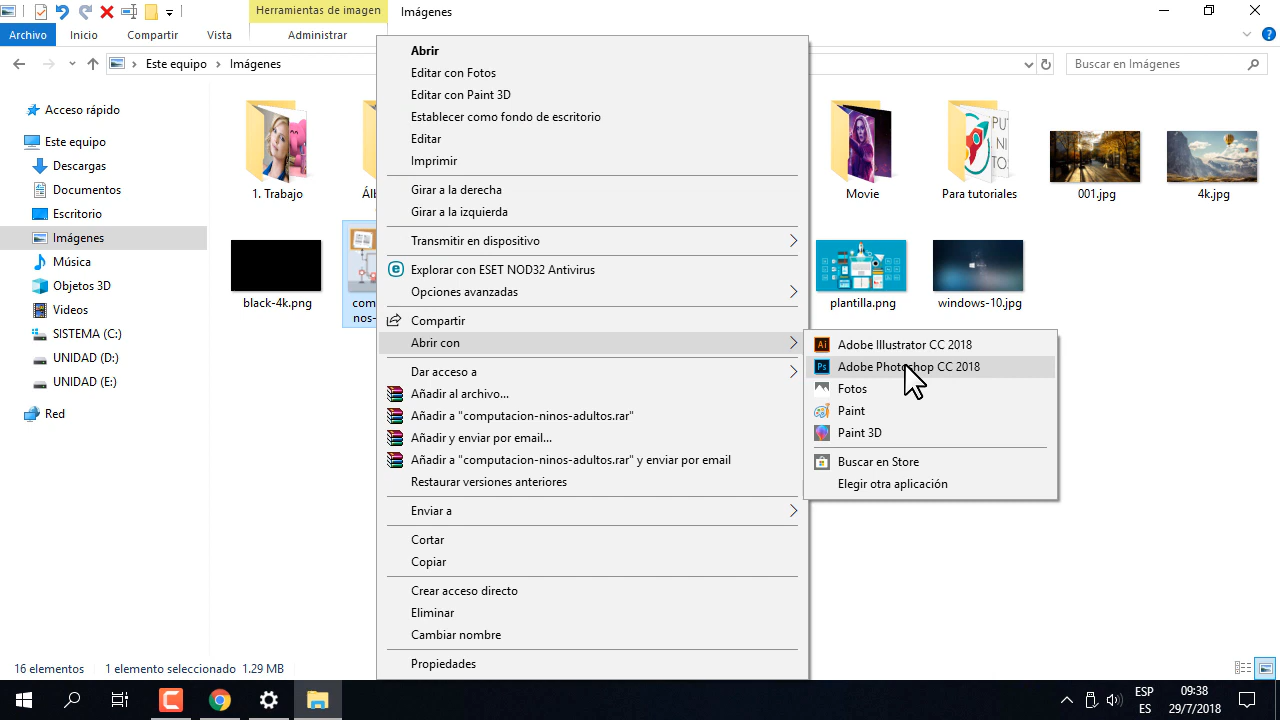 Herramientas de imagen
Imágenes
Archivo
Inicio
Compartir
Vista
Administrar
Este equipo
Imágenes
Buscar en Imágenes
Acceso rápido
Este equipo
Descargas
Documentos
Escritorio
Imágenes
Música
Objetos 3D
Videos
SISTEMA (C:)
UNIDAD (D:)
UNIDAD (E:)
Red
1. Trabajo
Movie
Para tutoriales
001.jpg
4k.jpg
black-4k.png
plantilla.png
windows-10.jpg
Abrir
Editar con Fotos
Editar con Paint 3D
Establecer como fondo de escritorio
Editar
Imprimir
Girar a la derecha
Girar a la izquierda
Transmitir en dispositivo
Explorar con ESET NOD32 Antivirus
Opciones avanzadas
Compartir
Abrir con
Dar acceso a
Añadir al archivo...
Añadir a "computacion-ninos-adultos.rar"
Añadir y enviar por email...
Añadir a "computacion-ninos-adultos.rar" y enviar por email
Restaurar versiones anteriores
Enviar a
Cortar
Copiar
Crear acceso directo
Eliminar
Cambiar nombre
Propiedades
Adobe Illustrator CC 2018
Adobe Photoshop CC 2018
Fotos
Paint
Paint 3D
Buscar en Store
Elegir otra aplicación
16 elementos
1 elemento seleccionado 1.29 MB
ESP
ES
09:38
29/7/2018